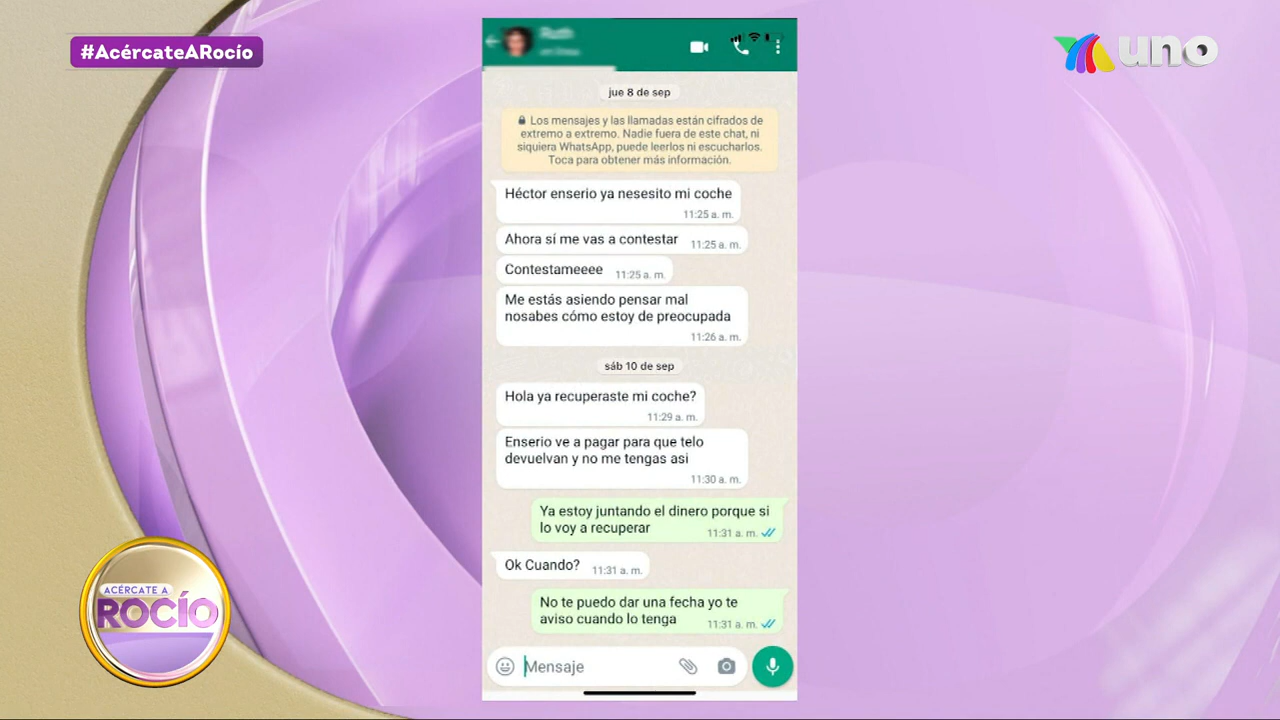 #AcércateARocío
uno
jue 8 de sep
Los mensajes y las llamadas están cifrados de
extremo a extremo. Nadie fuera de este chat, ni
siquiera WhatsApp, puede leerlos ni escucharlos.
Toca para obtener más información.
Héctor enserio ya nesesito mi coche
11:25 a. m.
Ahora sí me vas a contestar 11:25 a. m.
Contestameeee 11:25 a. m.
Me estás asiendo pensar mal
nosabes cómo estoy de preocupada
11:26 a. m.
sáb 10 de sep
Hola ya recuperaste mi coche?
11:29 a. m.
Enserio ve a pagar para que telo
devuelvan y no me tengas asi
11:30 a. m.
Ya estoy juntando el dinero porque si
lo voy a recuperar 11:31 a. m.
Ok Cuando? 11:31 a. m.
No te puedo dar una fecha yo te
aviso cuando lo tenga 11:31 a. m.
Mensaje
ACÉRCATE A
ROCÍO